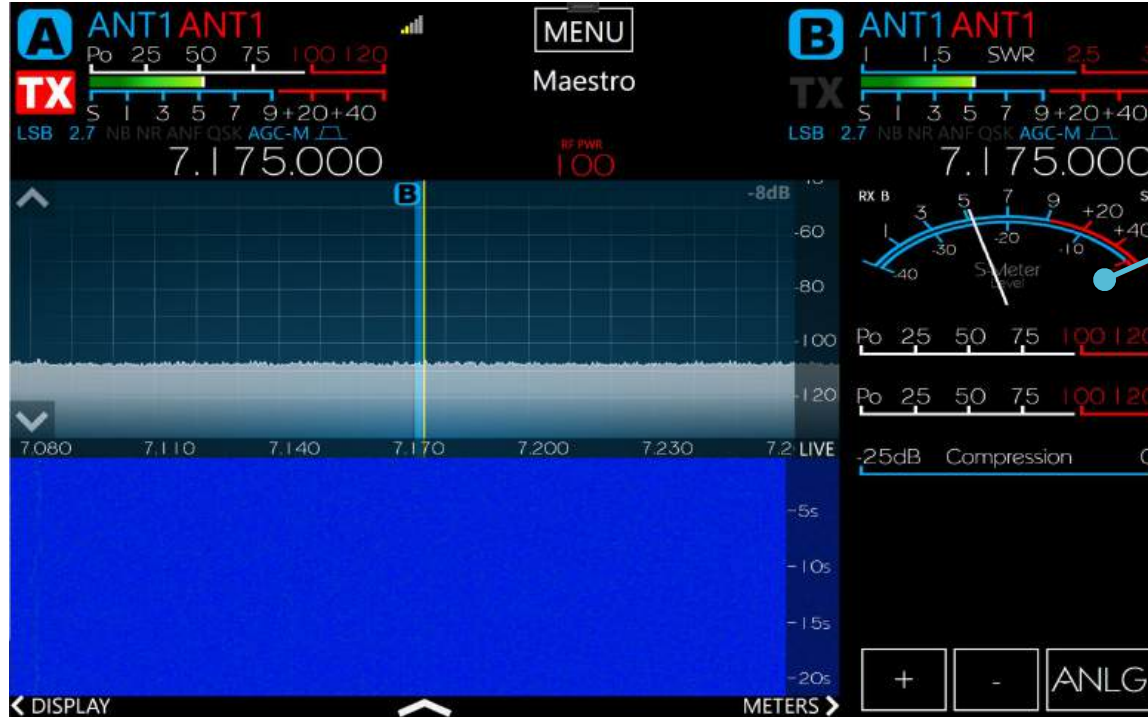 A ANT1 ANT1
Po 25 50 75 100 120
TX
S 1 3 5 7 9 +20 +40
LSB 2.7 NB NR ANF QSK AGC-M
7.175.000
MENU
Maestro
RF PWR
100
B ANT1 ANT1
1 1.5 SWR 2.5
TX
S 1 3 5 7 9 +20 +40
LSB 2.7 NB NR ANF QSK AGC-M
7.175.000
B
-8dB
-60
-80
-100
-120
7.080 7.110 7.140 7.170 7.200 7.230 7.2 LIVE
-5s
-10s
-15s
-20s
DISPLAY
METERS
RX B
1 3 5 7 9 +20 +40
-40 -30 -20 -10
S-Meter
Level
Po 25 50 75 100 120
Po 25 50 75 100 120
-25dB Compression
+ - ANLG